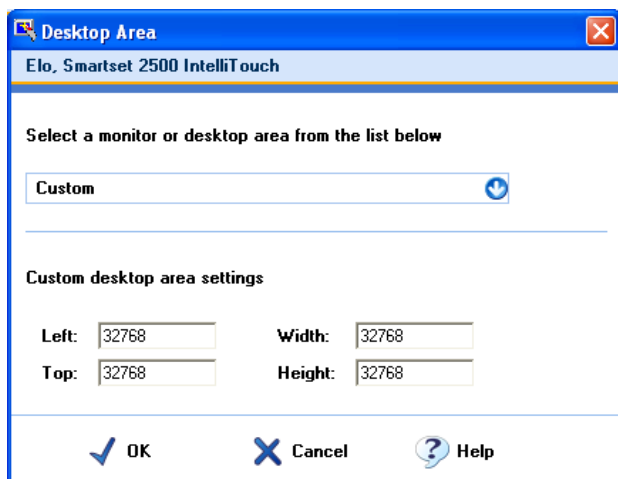 Desktop Area
Elo, Smartset 2500 IntelliTouch
Select a monitor or desktop area from the list below
Custom
Custom desktop area settings
Left: 32768 Width: 32768
Top: 32768 Height: 32768
OK Cancel ? Help